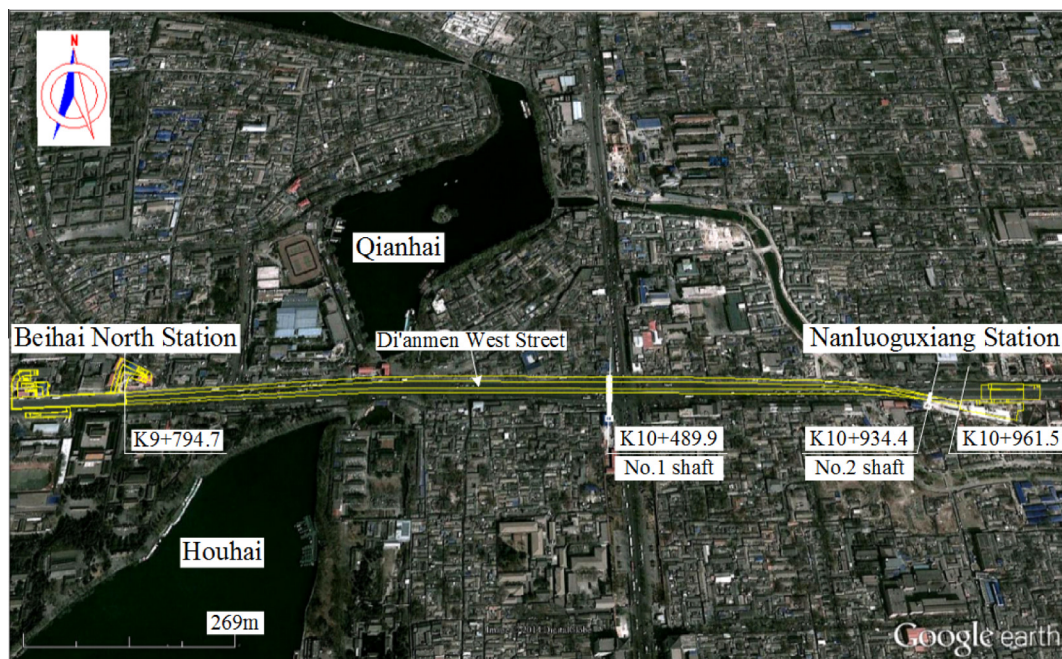 N
Qianhai
Beihai North Station
Di'anmen West Street
Nanluoguxiang Station
K9+794.7
K10+489.9
No.1 shaft
K10+934.4
No.2 shaft
K10+961.5
Houhai
269m
Google earth